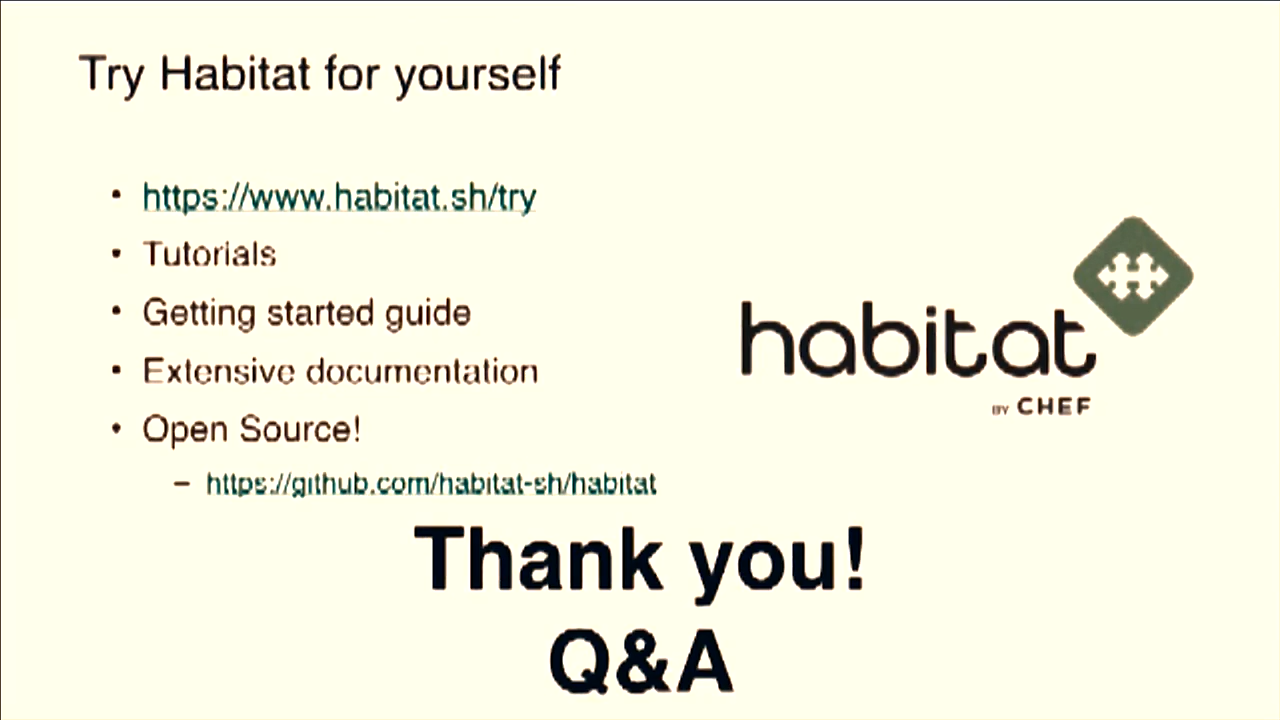 Try Habitat for yourself
• https://www.habitat.sh/try
• Tutorials
• Getting started guide
• Extensive documentation
• Open Source!
– https://github.com/habitat-sh/habitat
habitat
BY CHEF
Thank you!
Q&A